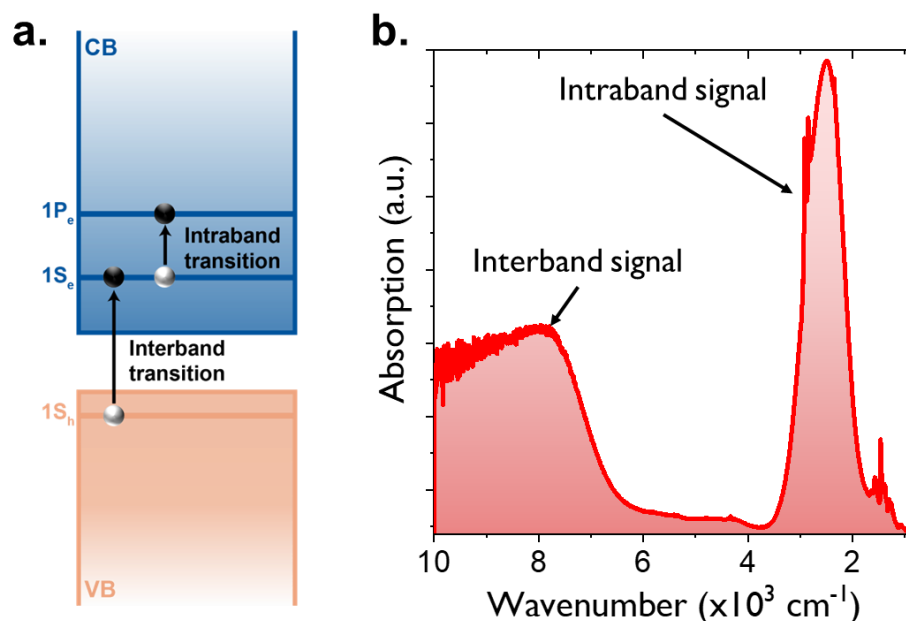 a.
CB
1Pₑ
Intraband
transition
1Sₑ
Interband
transition
1Sₕ
VB
b.
Intraband signal
Interband signal
Absorption (a.u.)
10 8 6 4 2
Wavenumber (x10³ cm⁻¹)